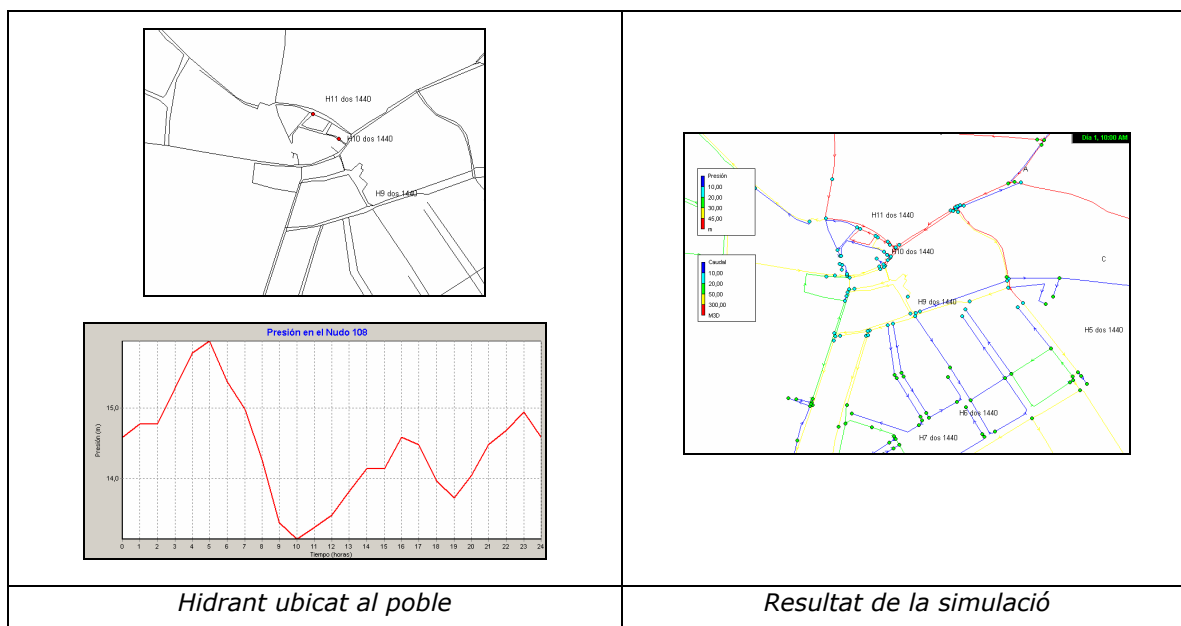 H11 dos 1440
H10 dos 1440
H9 dos 1440
Presión en el Nudo 108
Presión (m)
15,0
14,0
0 1 2 3 4 5 6 7 8 9 10 11 12 13 14 15 16 17 18 19 20 21 22 23 24
Tiempo (horas)
Hidrant ubicat al poble
Día 1, 10:00 AM
Presión
10,00
20,00
30,00
45,00
m
Caudal
10,00
20,00
50,00
300,00
M3D
A
H11 dos 1440
H10 dos 1440
C
H9 dos 1440
H5 dos 1440
H6 dos 1440
H7 dos 1440
Resultat de la simulació